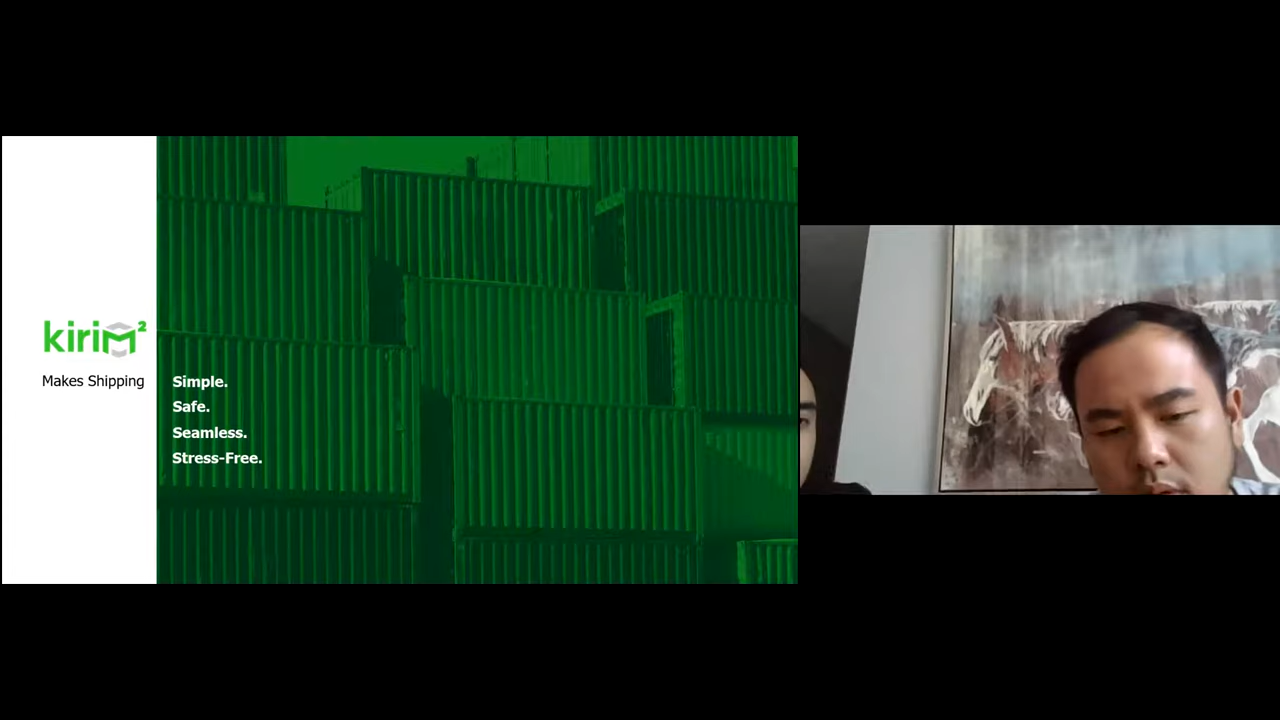 kirim²
Makes Shipping
Simple.
Safe.
Seamless.
Stress-Free.